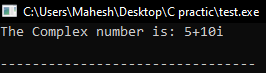 C:\Users\Mahesh\Desktop\C practic\test.exe
The Complex number is: 5+10i
--------------------------------